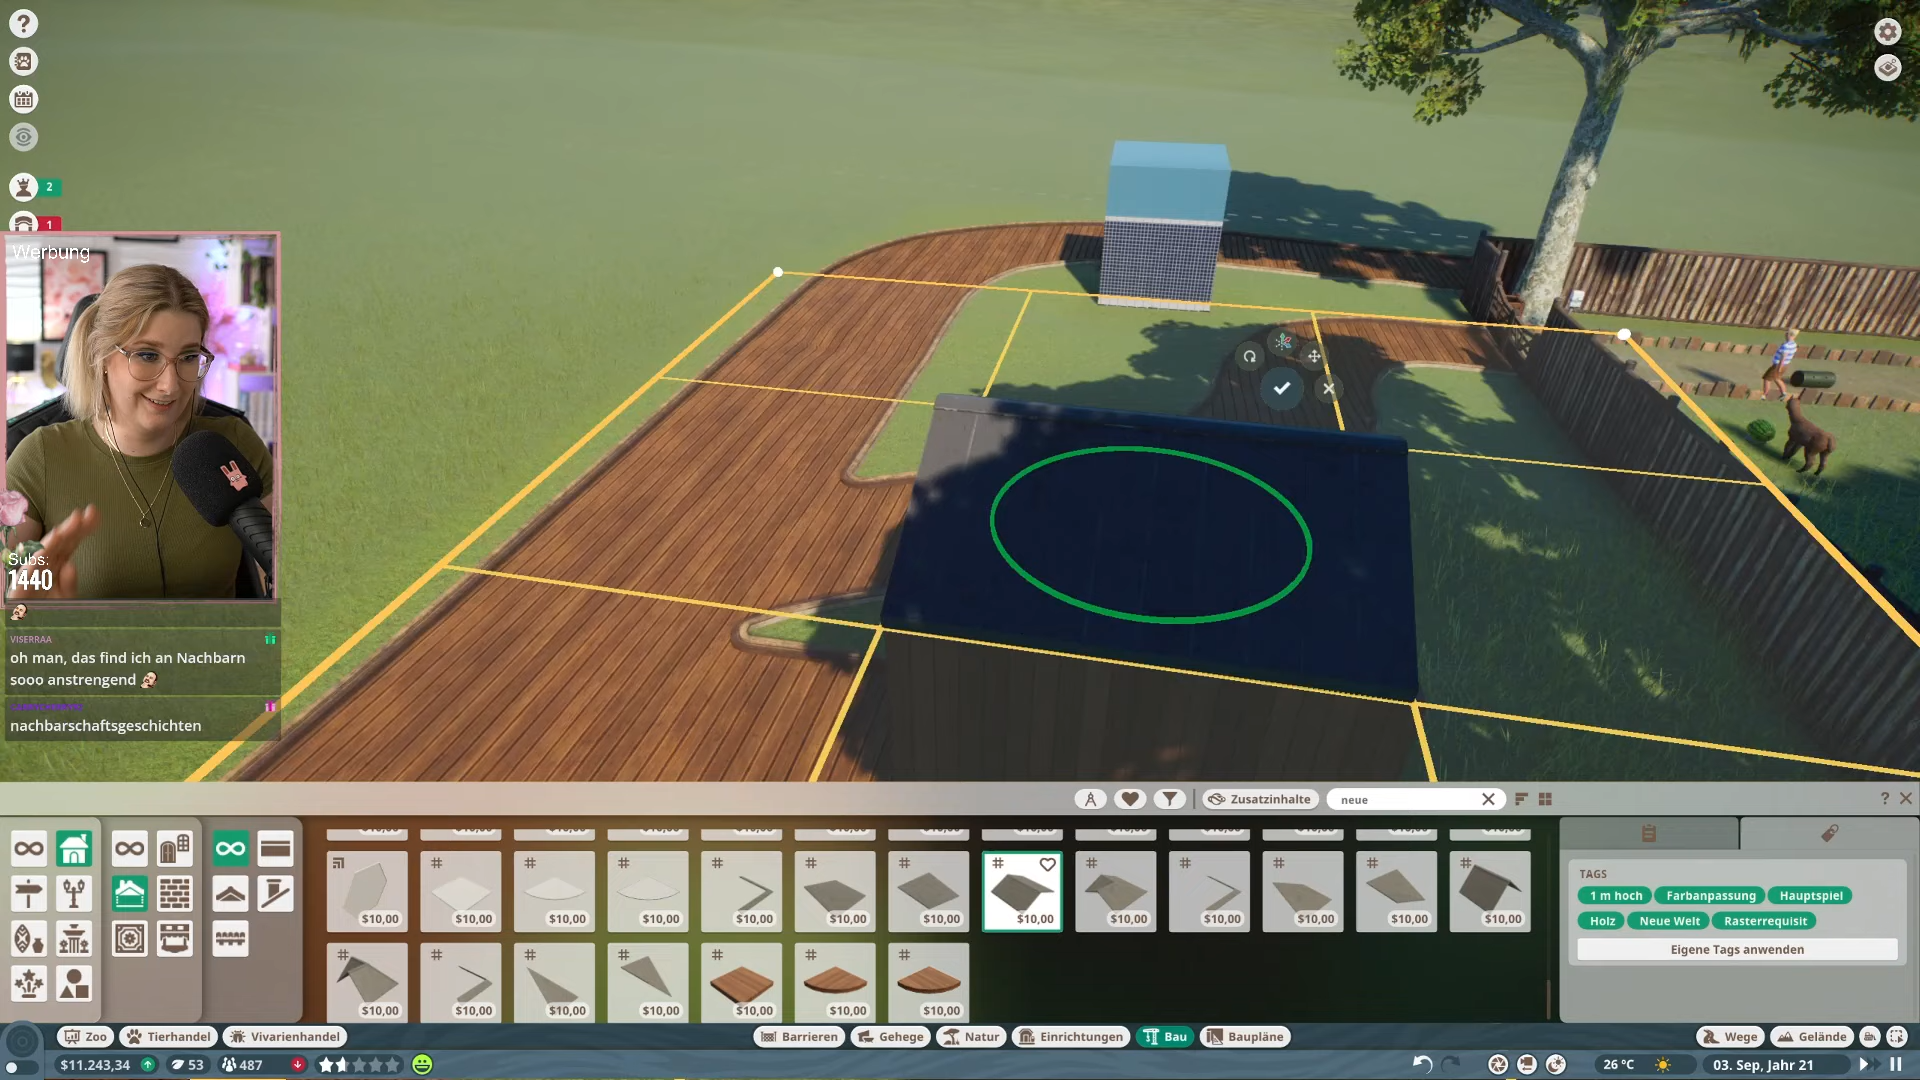 2
1
Werbung
Subs:
1440
VISERRAA
oh man, das find ich an Nachbarn
sooo anstrengend
nachbarschaftsgeschichten
Zusatzinhalte
neue
$10,00 $10,00 $10,00 $10,00 $10,00 $10,00 $10,00 $10,00 $10,00 $10,00 $10,00 $10,00 $10,00
$10,00 $10,00 $10,00 $10,00 $10,00 $10,00 $10,00
TAGS
1 m hoch Farbanpassung Hauptspiel
Holz Neue Welt Rasterrequisit
Eigene Tags anwenden
Zoo Tierhandel Vivarienhandel Barrieren Gehege Natur Einrichtungen Bau Baupläne Wege Gelände
$11.243,34 53 487 26 °C 03. Sep, Jahr 21